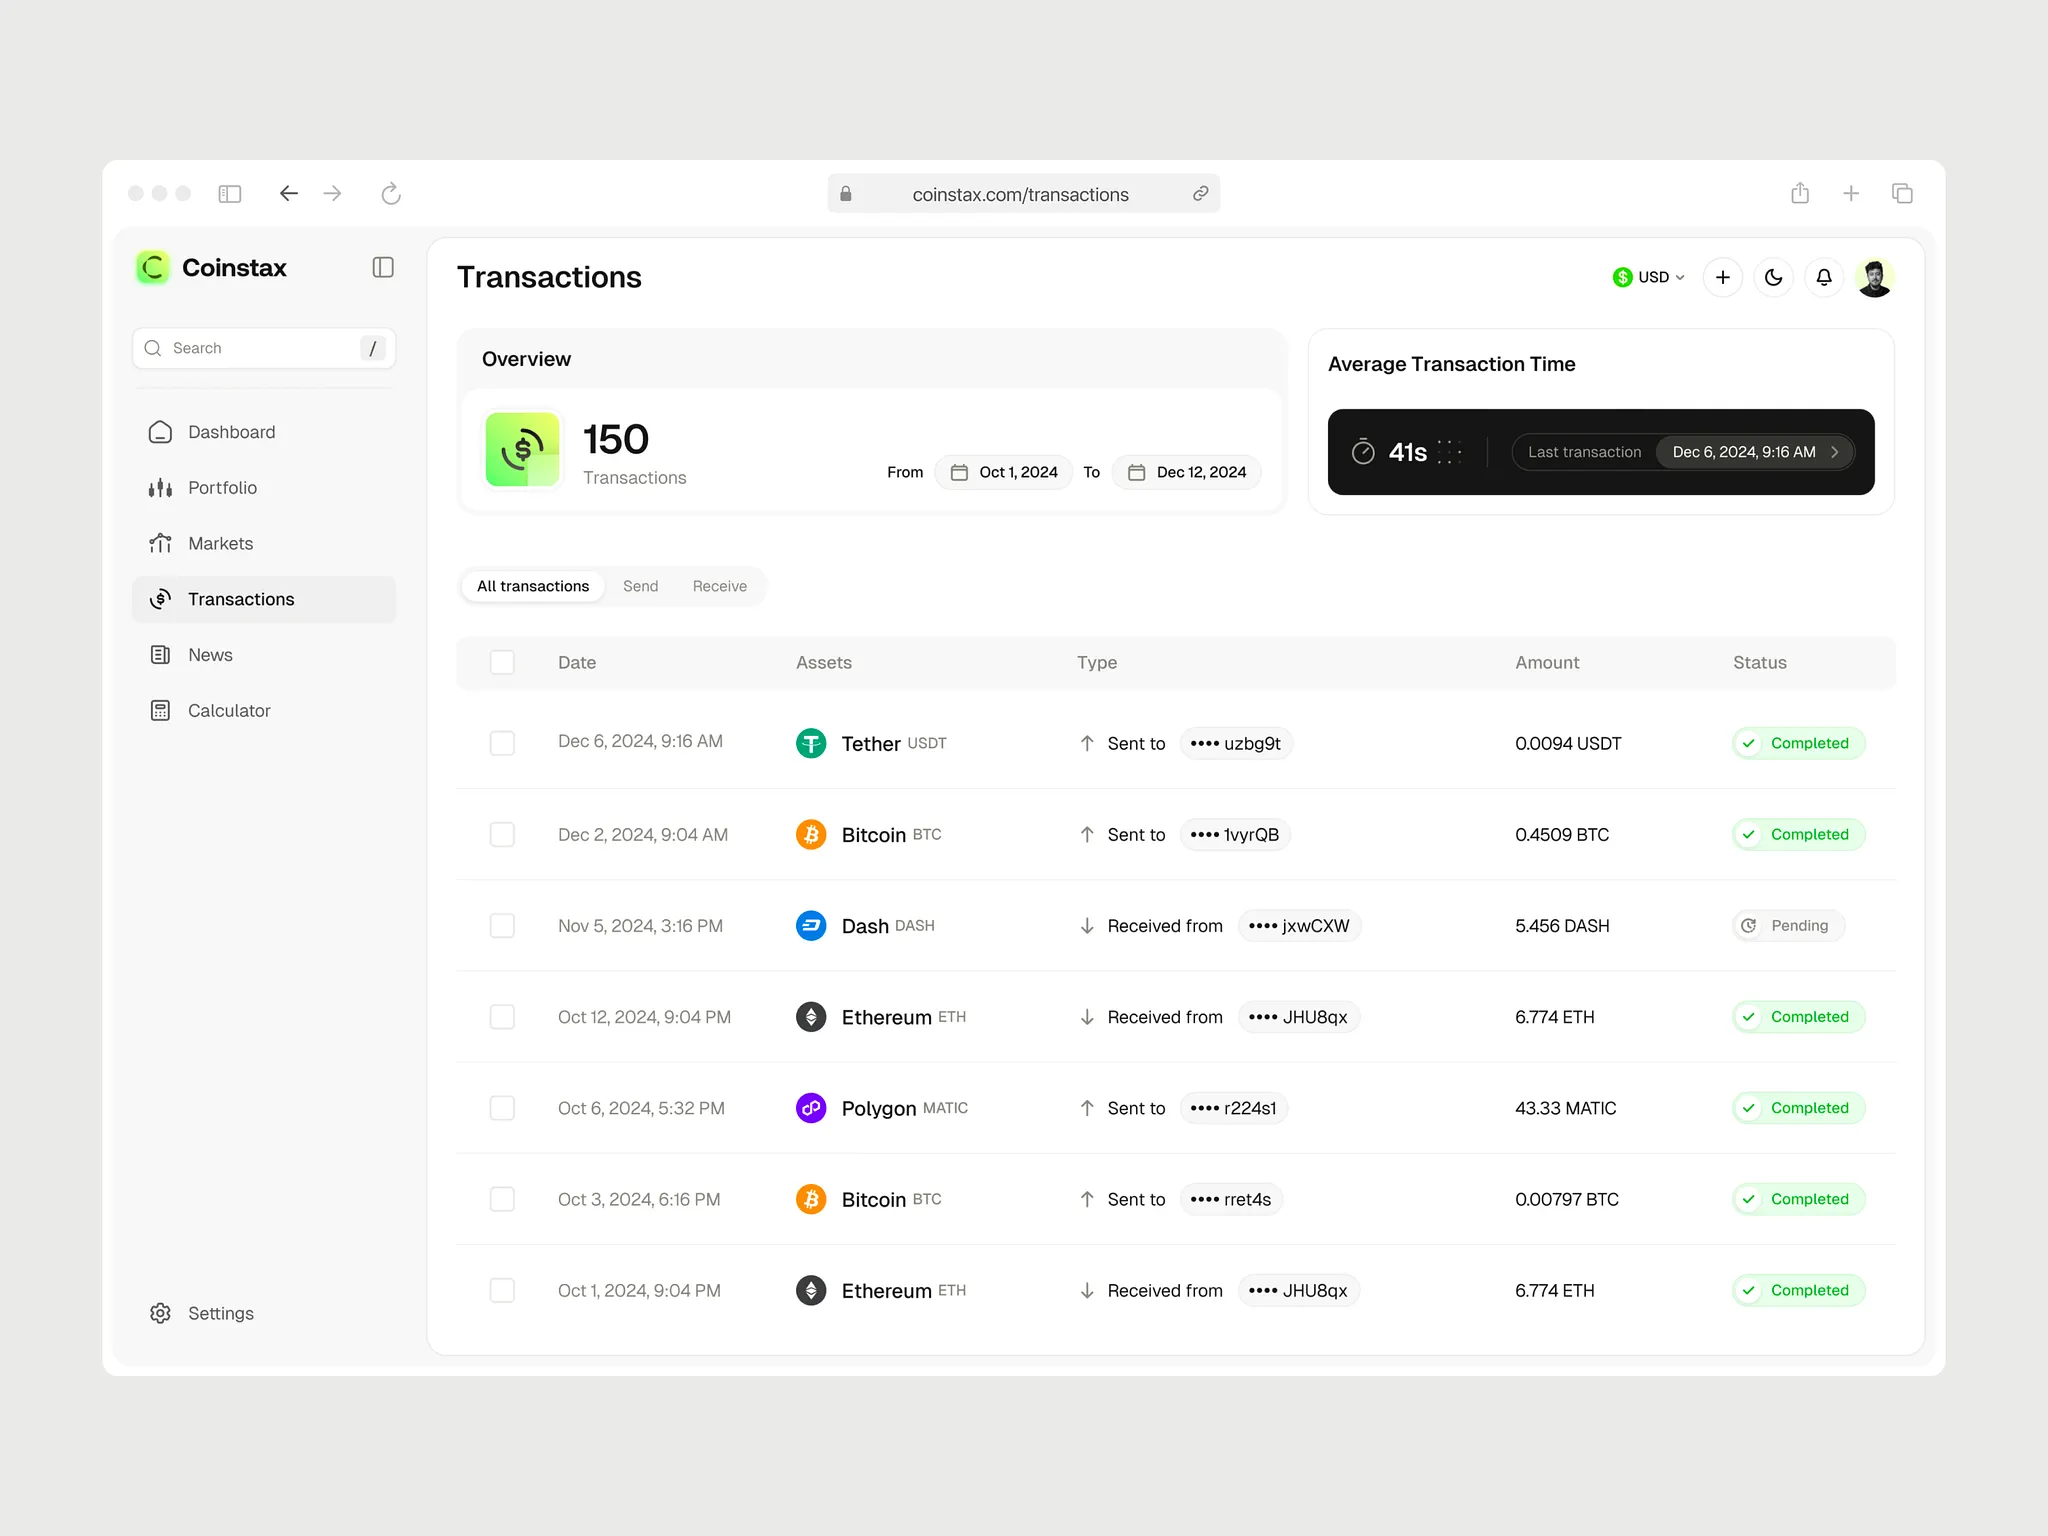 coinstax.com/transactions
Coinstax
Search /
Dashboard
Portfolio
Markets
Transactions
News
Calculator
Settings
Transactions
$ USD
Overview
150
Transactions
From Oct 1, 2024 To Dec 12, 2024
Average Transaction Time
41s Last transaction Dec 6, 2024, 9:16 AM
All transactions Send Receive
Date Assets Type Amount Status
Dec 6, 2024, 9:16 AM Tether USDT Sent to •••• uzbg9t 0.0094 USDT Completed
Dec 2, 2024, 9:04 AM Bitcoin BTC Sent to •••• 1vyrQB 0.4509 BTC Completed
Nov 5, 2024, 3:16 PM Dash DASH Received from •••• jxwCXW 5.456 DASH Pending
Oct 12, 2024, 9:04 PM Ethereum ETH Received from •••• JHU8qx 6.774 ETH Completed
Oct 6, 2024, 5:32 PM Polygon MATIC Sent to •••• r224s1 43.33 MATIC Completed
Oct 3, 2024, 6:16 PM Bitcoin BTC Sent to •••• rret4s 0.00797 BTC Completed
Oct 1, 2024, 9:04 PM Ethereum ETH Received from •••• JHU8qx 6.774 ETH Completed